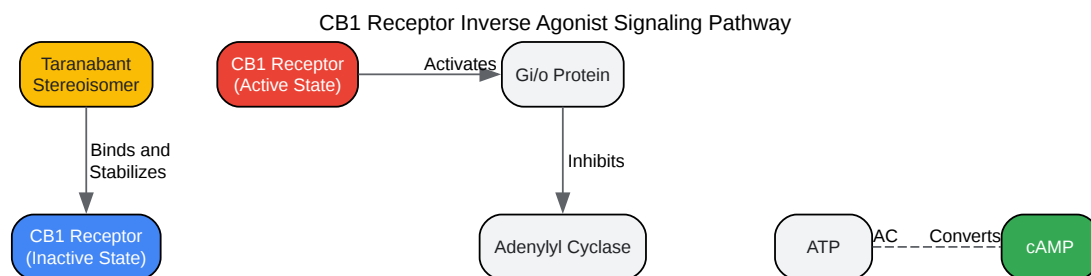 CB1 Receptor Inverse Agonist Signaling Pathway
Taranabant
Stereoisomer
CB1 Receptor
(Active State)
Activates
Gi/o Protein
Binds and
Stabilizes
Inhibits
CB1 Receptor
(Inactive State)
Adenylyl Cyclase
ATP
AC
Converts
cAMP